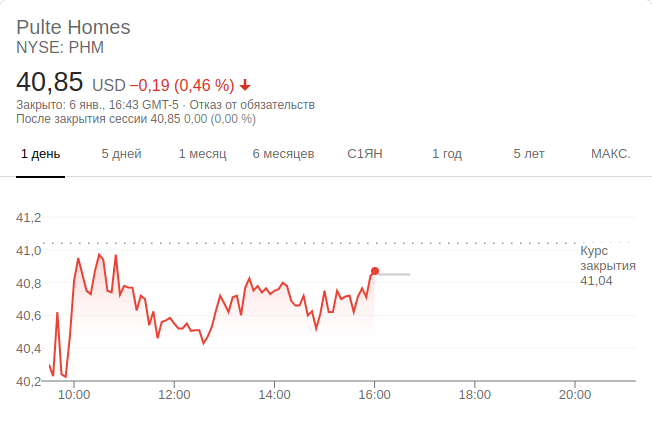 Pulte Homes
NYSE: PHM
40,85 USD −0,19 (0,46 %)
Закрыто: 6 янв., 16:43 GMT-5 · Отказ от обязательств
После закрытия сессии 40,85 0,00 (0,00 %)
1 день 5 дней 1 месяц 6 месяцев С1ЯН 1 год 5 лет МАКС.
41,2
41,0
Курс
закрытия
41,04
40,8
40,6
40,4
40,2
10:00 12:00 14:00 16:00 18:00 20:00